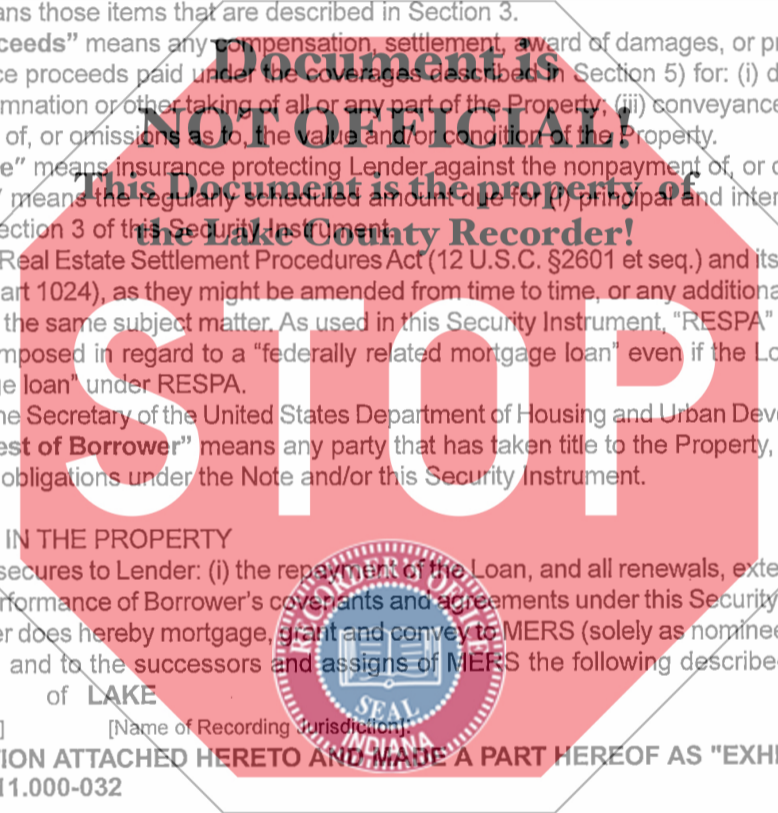 ans those items that are described in Section 3.
ceeds" means any compensation, settlement, award of damages, or pr
ce proceeds paid under the coverages described in Section 5) for: (i) d
mnation or other taking of all or any part of the Property; (iii) conveyance
of, or omissions as to, the value and/or condition of the Property.
e" means insurance protecting Lender against the nonpayment of, or d
" means the regularly scheduled amount due for (i) principal and inter
ection 3 of this Security Instrument.
Real Estate Settlement Procedures Act (12 U.S.C. §2601 et seq.) and its
art 1024), as they might be amended from time to time, or any additiona
the same subject matter. As used in this Security Instrument, "RESPA"
mposed in regard to a "federally related mortgage loan" even if the Lo
ge loan" under RESPA.
he Secretary of the United States Department of Housing and Urban Deve
est of Borrower" means any party that has taken title to the Property,
obligations under the Note and/or this Security Instrument.
IN THE PROPERTY
secures to Lender: (i) the repayment of the Loan, and all renewals, exte
rformance of Borrower's covenants and agreements under this Security
er does hereby mortgage, grant and convey to MERS (solely as nominee
and to the successors and assigns of MERS the following describe
of LAKE
] [Name of Recording Jurisdiction]:
TION ATTACHED HERETO AND MADE A PART HEREOF AS "EXHI
11.000-032
Document is
NOT OFFICIAL!
This Document is the property of
the Lake County Recorder!
STOP
RECORDER'S OFFICE
SEAL
INDIANA